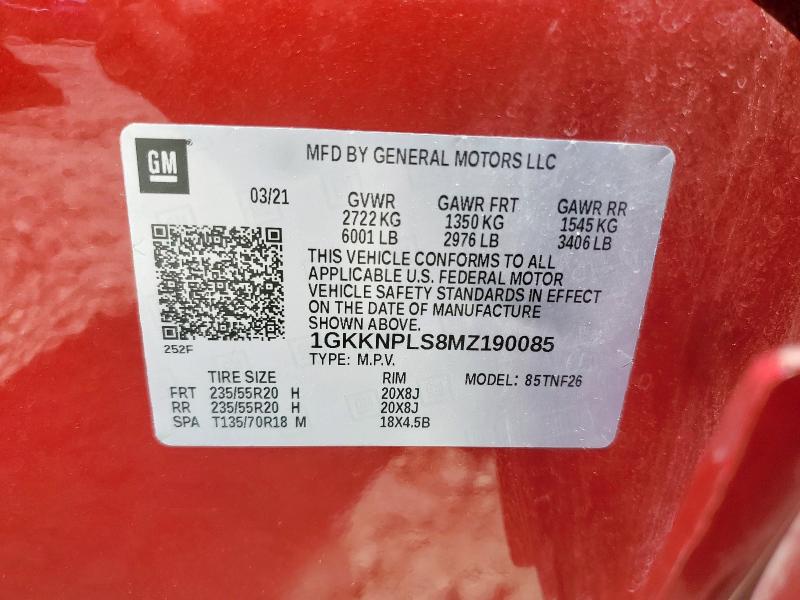 GM
MFD BY GENERAL MOTORS LLC
03/21
GVWR GAWR FRT GAWR RR
2722 KG 1350 KG 1545 KG
6001 LB 2976 LB 3406 LB
THIS VEHICLE CONFORMS TO ALL
APPLICABLE U.S. FEDERAL MOTOR
VEHICLE SAFETY STANDARDS IN EFFECT
ON THE DATE OF MANUFACTURE
SHOWN ABOVE.
252F
1GKKNPLS8MZ190085
TYPE: M.P.V.
TIRE SIZE RIM MODEL: 85TNF26
FRT 235/55R20 H 20X8J
RR 235/55R20 H 20X8J
SPA T135/70R18 M 18X4.5B